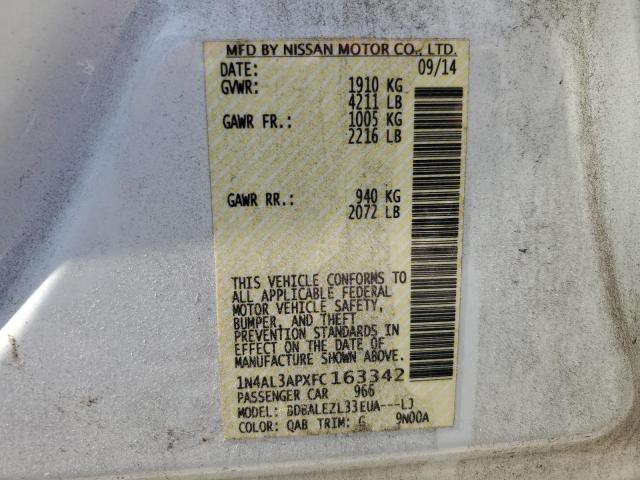 MFD BY NISSAN MOTOR CO., LTD.
DATE: 09/14
GVWR: 1910 KG
4211 LB
GAWR FR.: 1005 KG
2216 LB
GAWR RR.: 940 KG
2072 LB
THIS VEHICLE CONFORMS TO
ALL APPLICABLE FEDERAL
MOTOR VEHICLE SAFETY,
BUMPER, AND THEFT
PREVENTION STANDARDS IN
EFFECT ON THE DATE OF
MANUFACTURE SHOWN ABOVE.
1N4AL3APXFC163342
PASSENGER CAR 966
MODEL: BDBALEZL33EUA---LJ
COLOR: QAB TRIM: G 9N00A